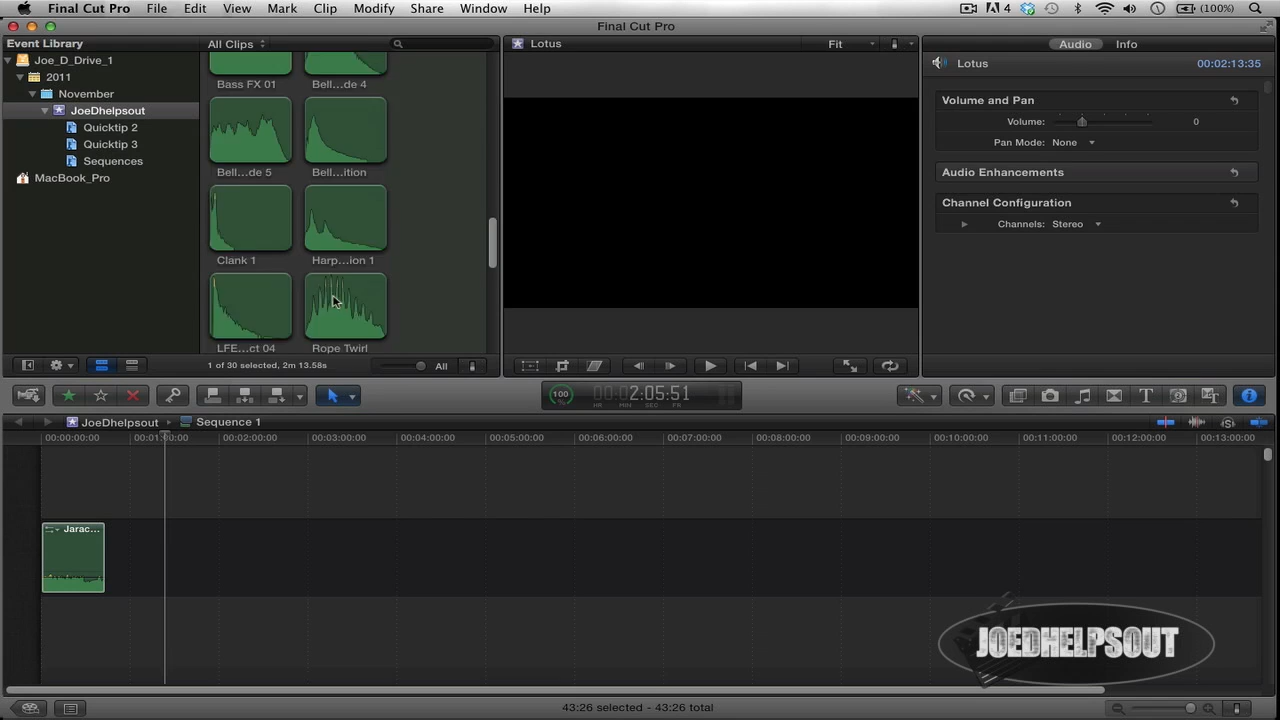 Final Cut Pro File Edit View Mark Clip Modify Share Window Help 4 (100%)
Final Cut Pro
Event Library
All Clips
Lotus
Fit
Audio
Info
Joe_D_Drive_1
2011
November
JoeDhelpsout
Quicktip 2
Quicktip 3
Sequences
MacBook_Pro
Bass FX 01
Bell...de 4
Bell...de 5
Bell...ition
Clank 1
Harp...ion 1
LFE...ct 04
Rope Twirl
1 of 30 selected, 2m 13.58s
All
Lotus
00:02:13:35
Volume and Pan
Volume:
0
Pan Mode: None
Audio Enhancements
Channel Configuration
Channels: Stereo
100
00:02:05:51
HR MIN SEC FR
JoeDhelpsout
Sequence 1
00:00:00:00 00:01:00:00 00:02:00:00 00:03:00:00 00:04:00:00 00:05:00:00 00:06:00:00 00:07:00:00 00:08:00:00 00:09:00:00 00:10:00:00 00:11:00:00 00:12:00:00 00:13:00:00
Jarac...
JOEDHELPSOUT
43:26 selected - 43:26 total